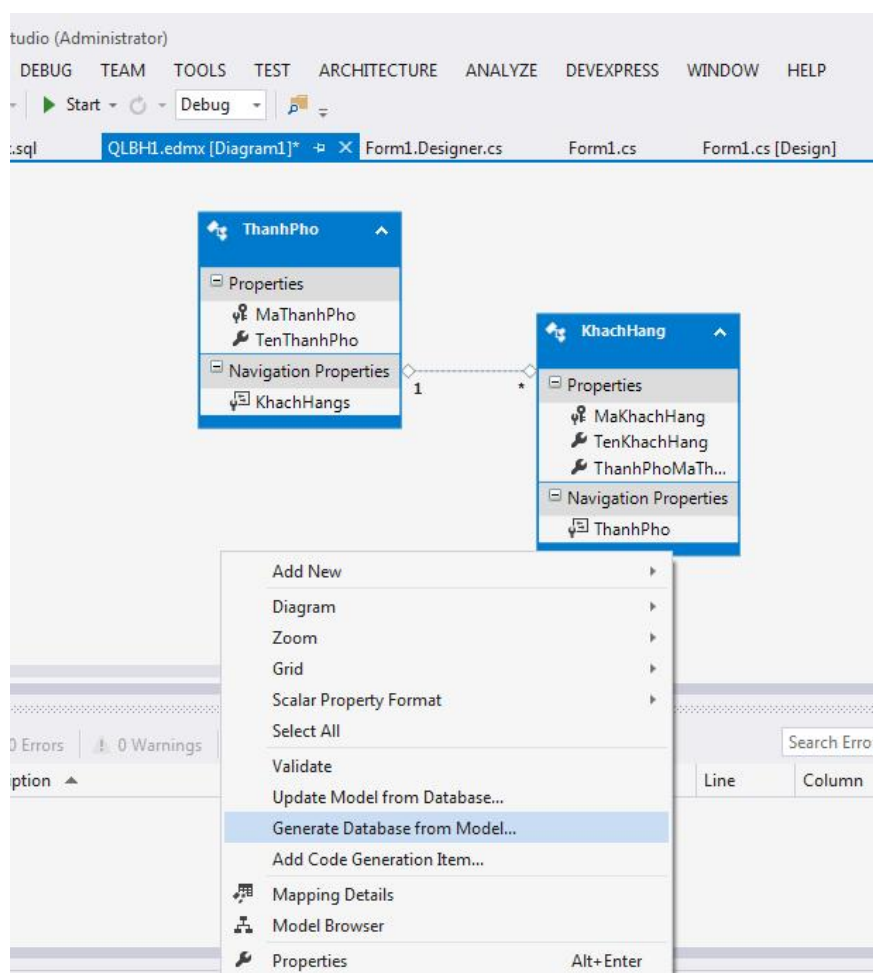 tudio (Administrator)
DEBUG TEAM TOOLS TEST ARCHITECTURE ANALYZE DEVEXPRESS WINDOW HELP
Start Debug
.sql QLBH1.edmx [Diagram1]* Form1.Designer.cs Form1.cs Form1.cs [Design]
ThanhPho
Properties
MaThanhPho
TenThanhPho
Navigation Properties
KhachHangs
1 *
KhachHang
Properties
MaKhachHang
TenKhachHang
ThanhPhoMaTh...
Navigation Properties
ThanhPho
Add New
Diagram
Zoom
Grid
Scalar Property Format
Select All
Validate
Update Model from Database...
Generate Database from Model...
Add Code Generation Item...
Mapping Details
Model Browser
Properties Alt+Enter
0 Errors 0 Warnings Search Erro
ption Line Column